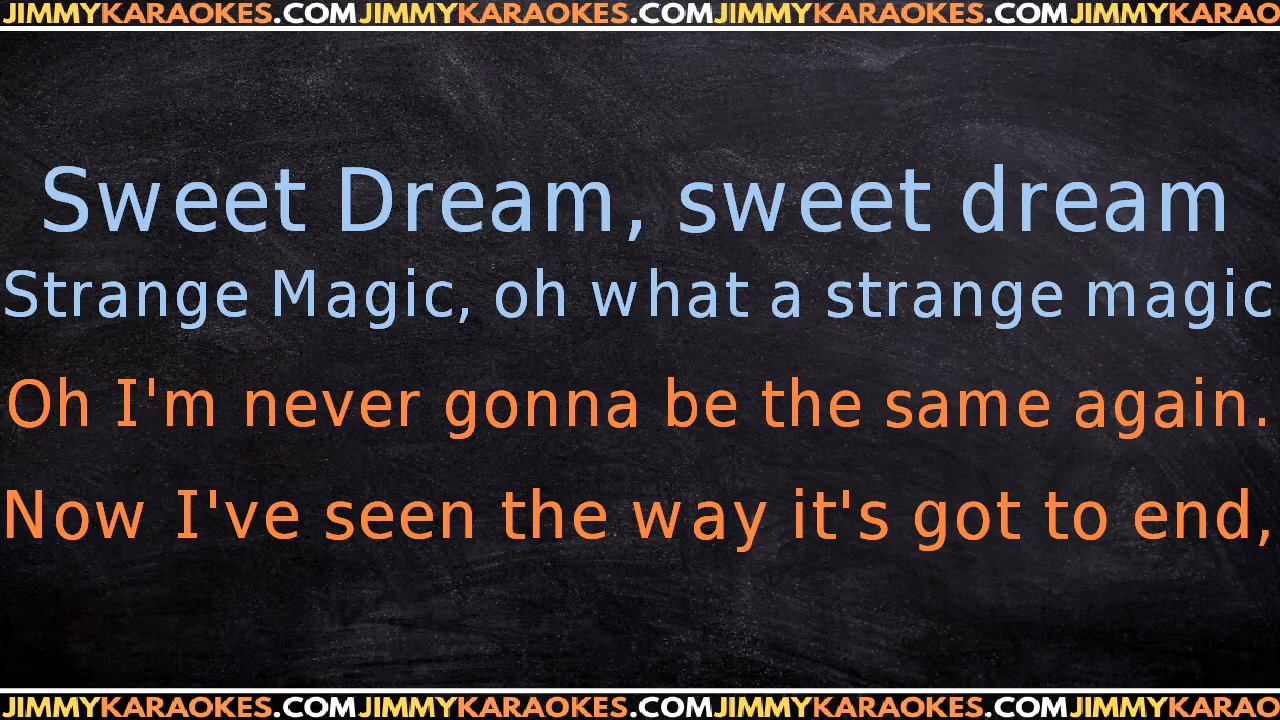 JIMMYKARAOKES.COMJIMMYKARAOKES.COMJIMMYKARAOKES.COMJIMMYKARAO
Sweet Dream, sweet dream
Strange Magic, oh what a strange magic
Oh I'm never gonna be the same again.
Now I've seen the way it's got to end,
JIMMYKARAOKES.COMJIMMYKARAOKES.COMJIMMYKARAOKES.COMJIMMYKARAO